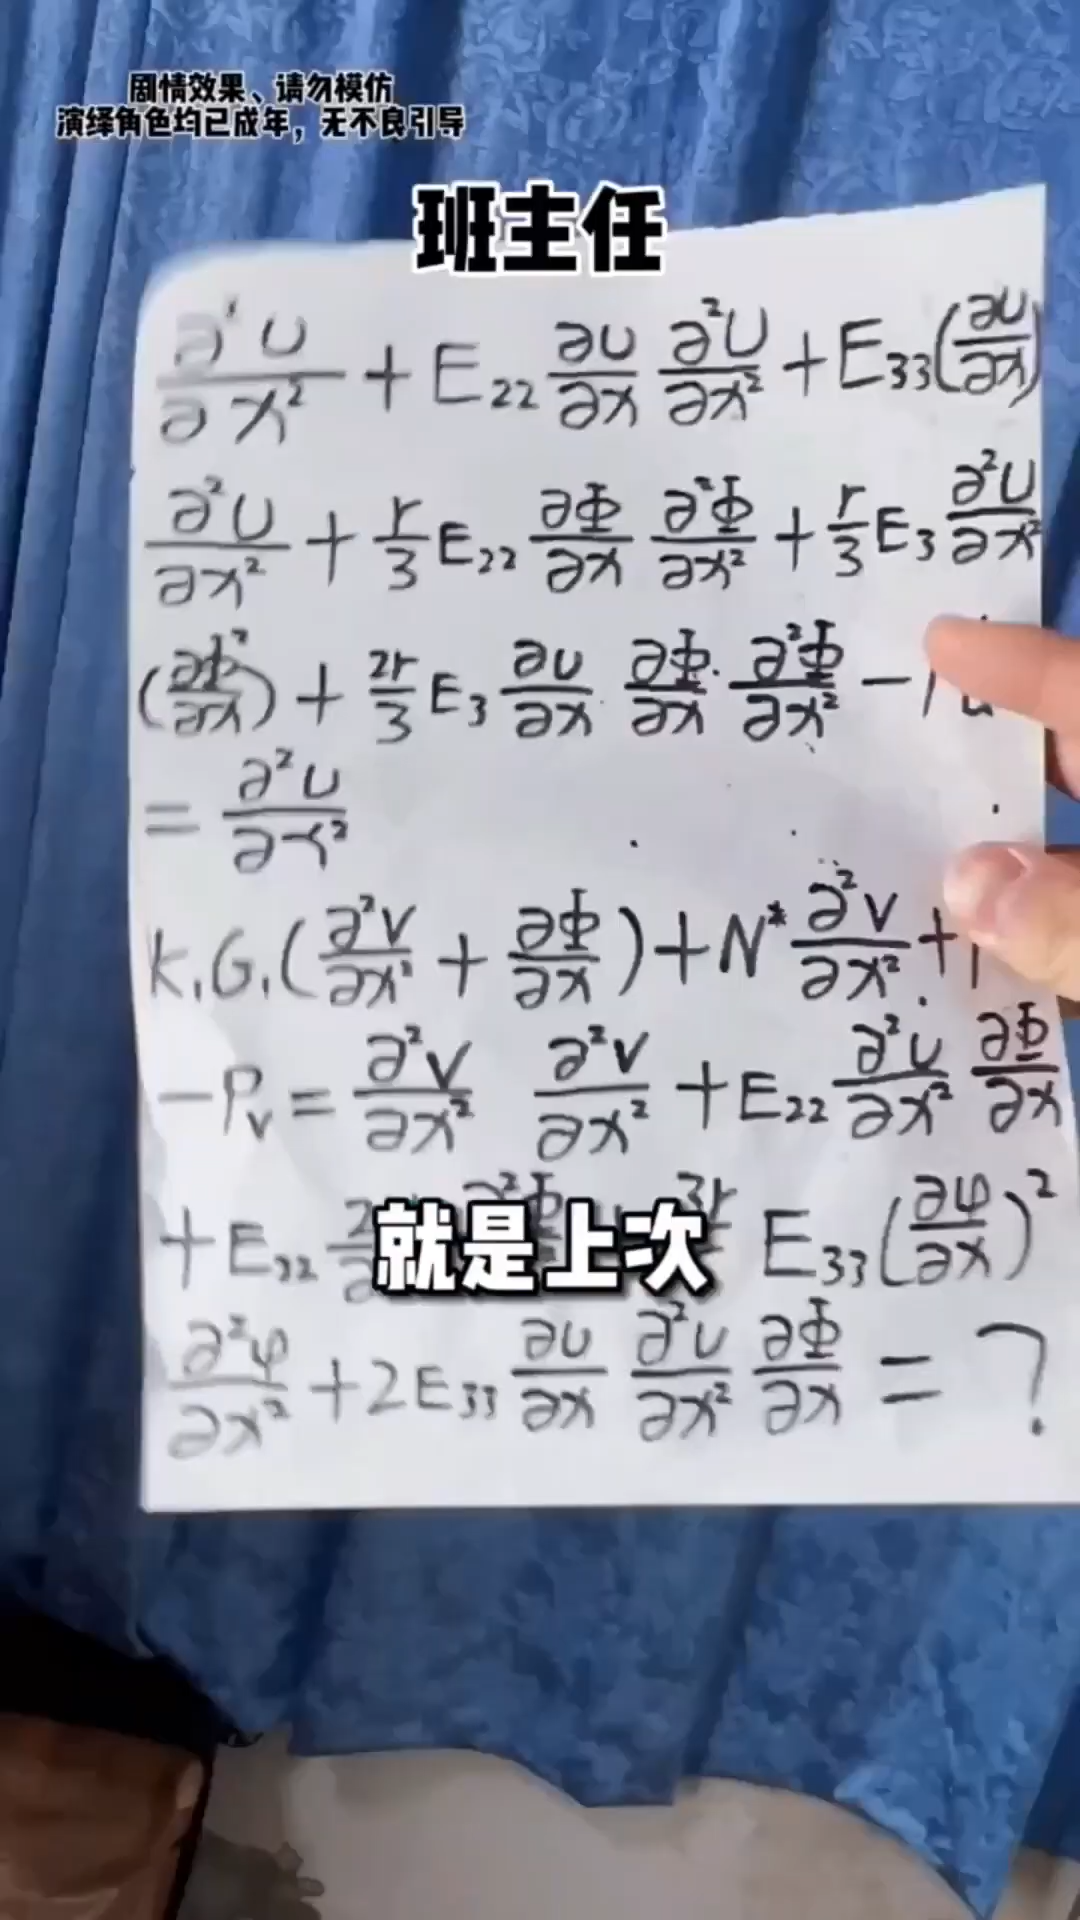 剧情效果、请勿模仿
演绎角色均已成年，无不良引导
班主任
∂²U/∂x² + E₂₂ ∂U/∂x ∂²U/∂x² + E₃₃(∂U/∂x)
∂²U/∂x² + r/3 E₂₂ ∂Φ/∂x ∂²Φ/∂x² + r/3 E₃ ∂²U/∂x²
(∂Φ²/∂x) + 2r/3 E₃ ∂U/∂x ∂Φ/∂x · ∂²Φ/∂x² −
= ∂²U/∂x²
K₁G₁(∂²V/∂x² + ∂Φ/∂x) + N* ∂²V/∂x² +
− Pᵥ = ∂²V/∂x² ∂²V/∂x² + E₂₂ ∂²U/∂x² ∂Φ/∂x
+ E₂₂ E₃₃(∂φ/∂x)²
就是上次
∂²φ/∂x² + 2E₃₃ ∂U/∂x ∂²U/∂x² ∂Φ/∂x = ?